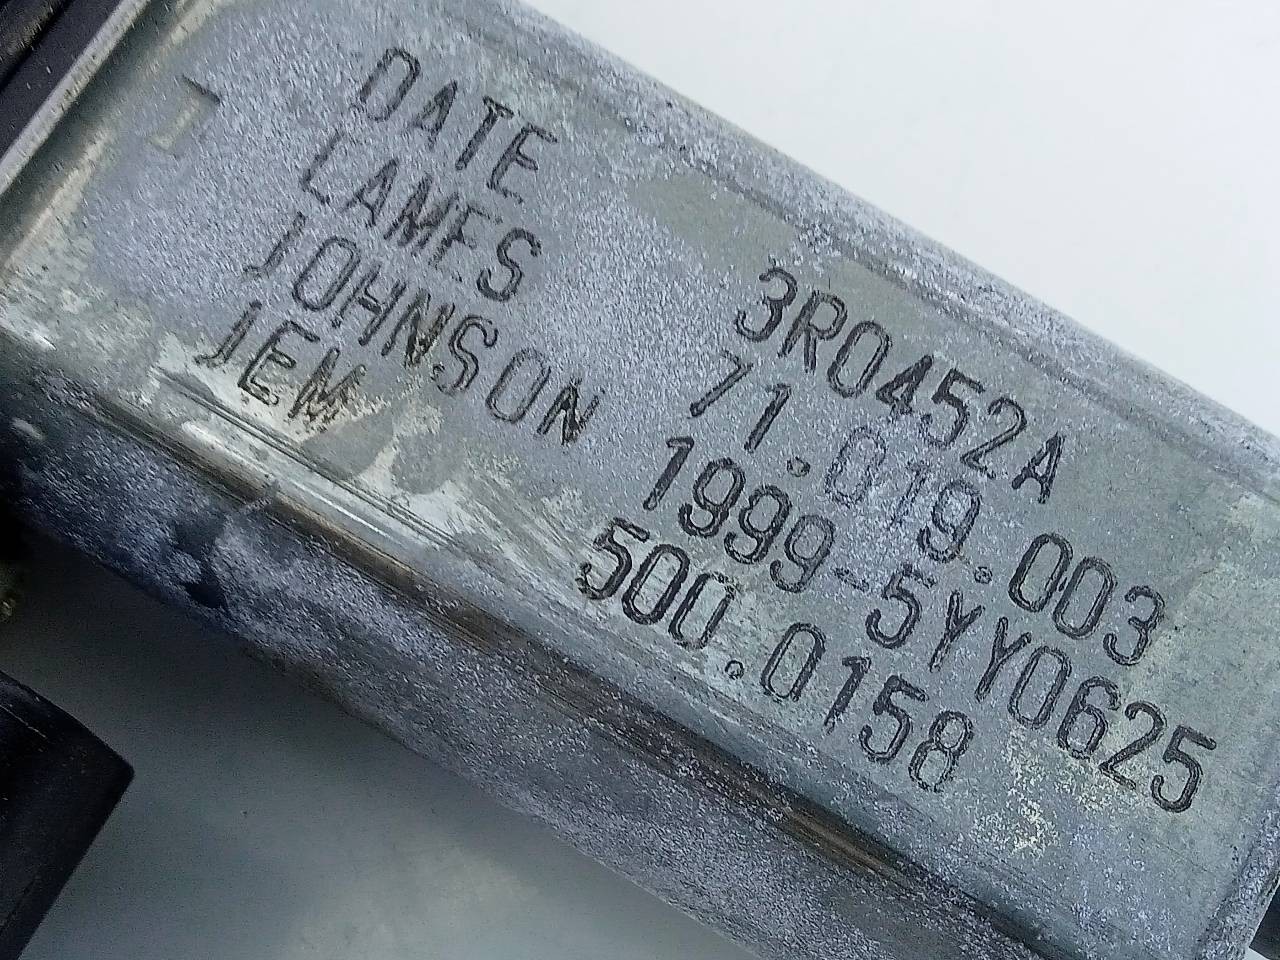 DATE 3R0452A
LAMES 71.019.003
JOHNSON 1999-5YY0625
JEM 500.0158